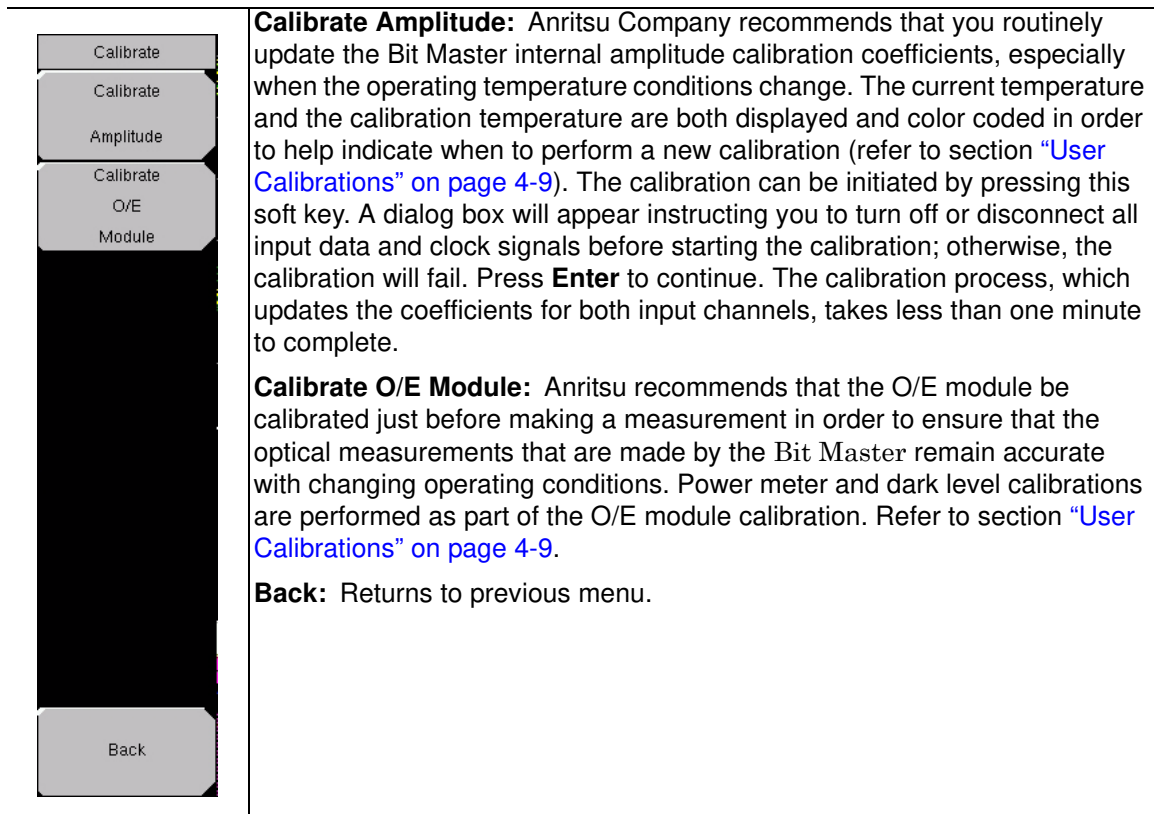 Calibrate
Calibrate
Amplitude
Calibrate
O/E
Module
Back
Calibrate Amplitude: Anritsu Company recommends that you routinely
update the Bit Master internal amplitude calibration coefficients, especially
when the operating temperature conditions change. The current temperature
and the calibration temperature are both displayed and color coded in order
to help indicate when to perform a new calibration (refer to section “User
Calibrations” on page 4-9). The calibration can be initiated by pressing this
soft key. A dialog box will appear instructing you to turn off or disconnect all
input data and clock signals before starting the calibration; otherwise, the
calibration will fail. Press Enter to continue. The calibration process, which
updates the coefficients for both input channels, takes less than one minute
to complete.
Calibrate O/E Module: Anritsu recommends that the O/E module be
calibrated just before making a measurement in order to ensure that the
optical measurements that are made by the Bit Master remain accurate
with changing operating conditions. Power meter and dark level calibrations
are performed as part of the O/E module calibration. Refer to section “User
Calibrations” on page 4-9.
Back: Returns to previous menu.